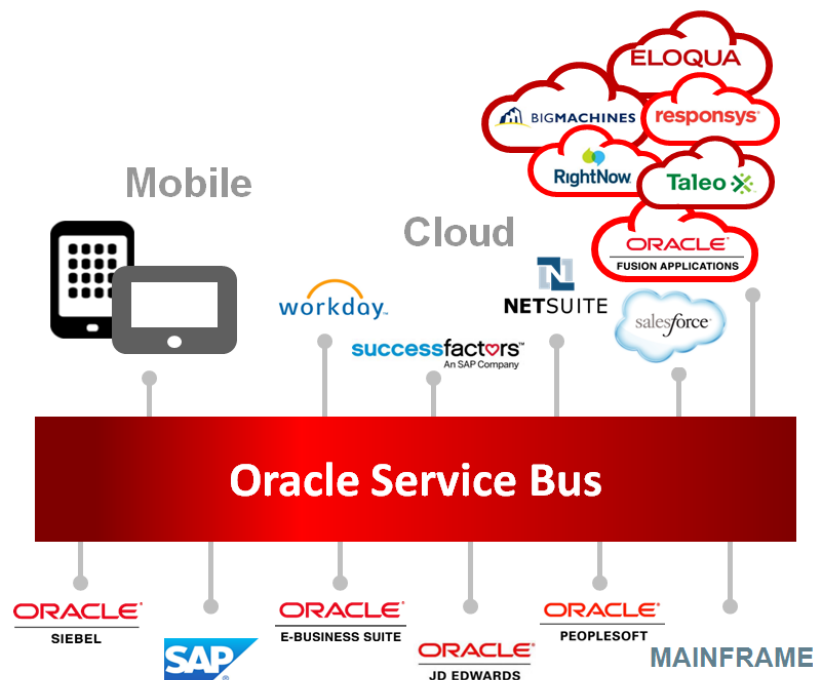 ELOQUA
BIGMACHINES
responsys
RightNow
Taleo
Mobile
Cloud
ORACLE
FUSION APPLICATIONS
workday
NETSUITE
salesforce
successfactors™
An SAP Company
Oracle Service Bus
ORACLE
SIEBEL
SAP
ORACLE
E-BUSINESS SUITE
ORACLE
JD EDWARDS
ORACLE
PEOPLESOFT
MAINFRAME